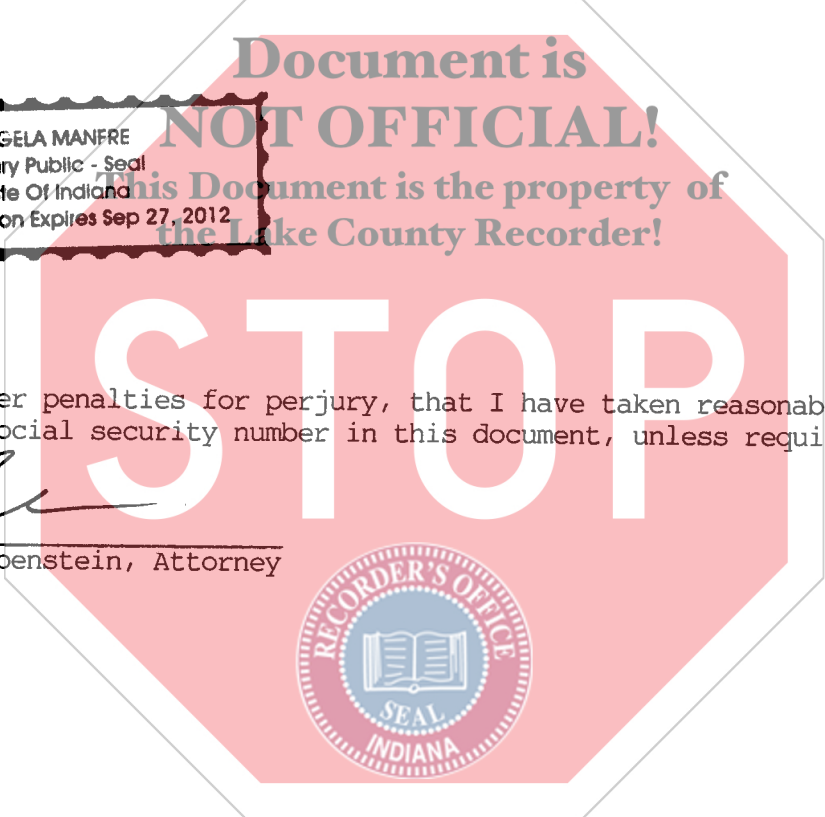 Document is
NOT OFFICIAL!
This Document is the property of
the Lake County Recorder!
GELA MANFRE
ry Public - Seal
te Of Indiana
on Expires Sep 27, 2012
STOP
er penalties for perjury, that I have taken reasonab
ocial security number in this document, unless requi
benstein, Attorney
RECORDER'S OFFICE
SEAL
INDIANA